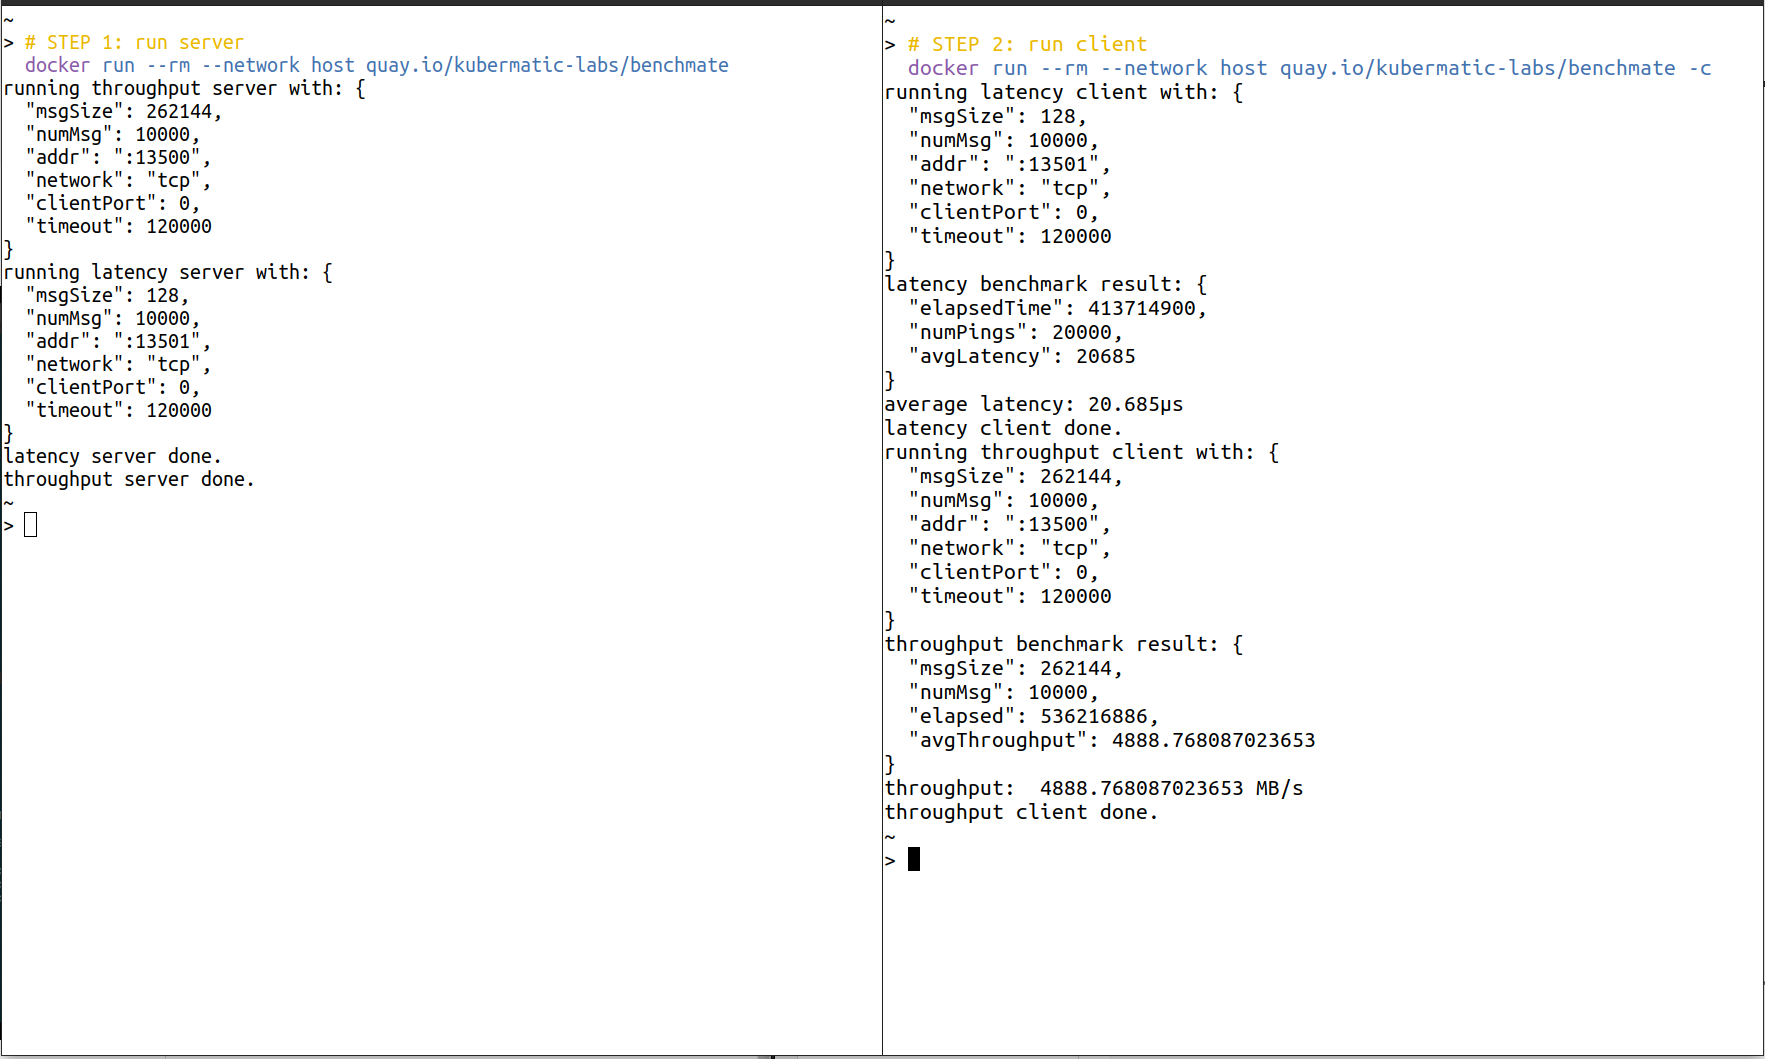 ~
> # STEP 1: run server
  docker run --rm --network host quay.io/kubermatic-labs/benchmate
running throughput server with: {
  "msgSize": 262144,
  "numMsg": 10000,
  "addr": ":13500",
  "network": "tcp",
  "clientPort": 0,
  "timeout": 120000
}
running latency server with: {
  "msgSize": 128,
  "numMsg": 10000,
  "addr": ":13501",
  "network": "tcp",
  "clientPort": 0,
  "timeout": 120000
}
latency server done.
throughput server done.
~
>
~
> # STEP 2: run client
  docker run --rm --network host quay.io/kubermatic-labs/benchmate -c
running latency client with: {
  "msgSize": 128,
  "numMsg": 10000,
  "addr": ":13501",
  "network": "tcp",
  "clientPort": 0,
  "timeout": 120000
}
latency benchmark result: {
  "elapsedTime": 413714900,
  "numPings": 20000,
  "avgLatency": 20685
}
average latency: 20.685µs
latency client done.
running throughput client with: {
  "msgSize": 262144,
  "numMsg": 10000,
  "addr": ":13500",
  "network": "tcp",
  "clientPort": 0,
  "timeout": 120000
}
throughput benchmark result: {
  "msgSize": 262144,
  "numMsg": 10000,
  "elapsed": 536216886,
  "avgThroughput": 4888.768087023653
}
throughput:  4888.768087023653 MB/s
throughput client done.
~
>